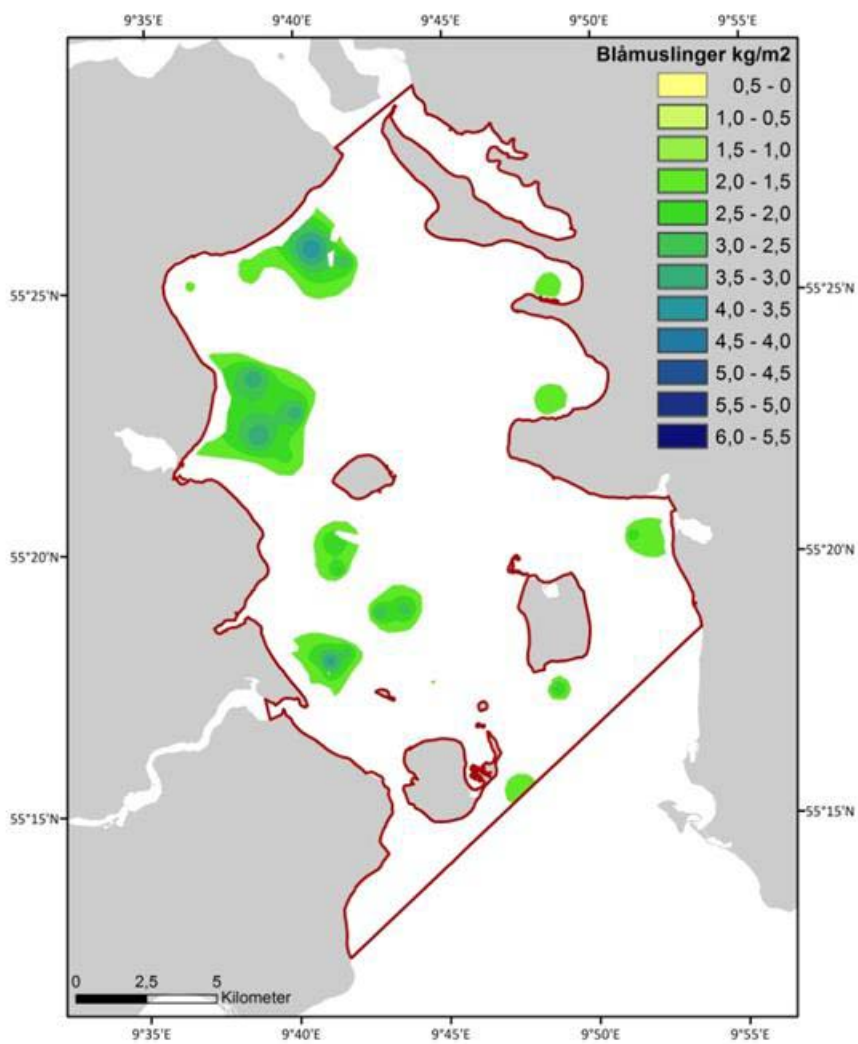 9°35'E 9°40'E 9°45'E 9°50'E 9°55'E
Blåmuslinger kg/m2
0,5 - 0
1,0 - 0,5
1,5 - 1,0
2,0 - 1,5
2,5 - 2,0
3,0 - 2,5
3,5 - 3,0
4,0 - 3,5
4,5 - 4,0
5,0 - 4,5
5,5 - 5,0
6,0 - 5,5
55°25'N 55°25'N
55°20'N 55°20'N
55°15'N 55°15'N
0 2,5 5
Kilometer
9°35'E 9°40'E 9°45'E 9°50'E 9°55'E